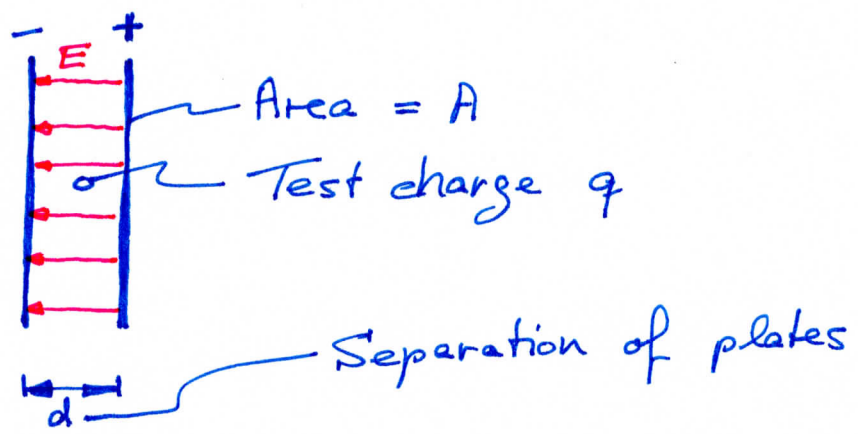 - +
E
Area = A
Test charge q
Separation of plates
d